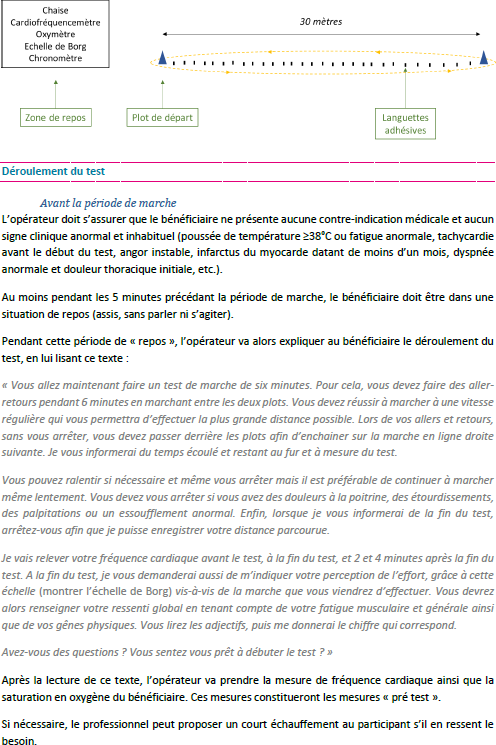 Chaise
Cardiofréquencemètre
Oxymètre
Echelle de Borg
Chronomètre
30 mètres
Zone de repos
Plot de départ
Languettes
adhésives
Déroulement du test
Avant la période de marche
L'opérateur doit s'assurer que le bénéficiaire ne présente aucune contre-indication médicale et aucun
signe clinique anormal et inhabituel (poussée de température ≥38°C ou fatigue anormale, tachycardie
avant le début du test, angor instable, infarctus du myocarde datant de moins d'un mois, dyspnée
anormale et douleur thoracique initiale, etc.).
Au moins pendant les 5 minutes précédant la période de marche, le bénéficiaire doit être dans une
situation de repos (assis, sans parler ni s'agiter).
Pendant cette période de « repos », l'opérateur va alors expliquer au bénéficiaire le déroulement du
test, en lui lisant ce texte :
« Vous allez maintenant faire un test de marche de six minutes. Pour cela, vous devez faire des aller-
retours pendant 6 minutes en marchant entre les deux plots. Vous devez réussir à marcher à une vitesse
régulière qui vous permettra d'effectuer la plus grande distance possible. Lors de vos allers et retours,
sans vous arrêter, vous devez passer derrière les plots afin d'enchainer sur la marche en ligne droite
suivante. Je vous informerai du temps écoulé et restant au fur et à mesure du test.
Vous pouvez ralentir si nécessaire et même vous arrêter mais il est préférable de continuer à marcher
même lentement. Vous devez vous arrêter si vous avez des douleurs à la poitrine, des étourdissements,
des palpitations ou un essoufflement anormal. Enfin, lorsque je vous informerai de la fin du test,
arrêtez-vous afin que je puisse enregistrer votre distance parcourue.
Je vais relever votre fréquence cardiaque avant le test, à la fin du test, et 2 et 4 minutes après la fin du
test. A la fin du test, je vous demanderai aussi de m'indiquer votre perception de l'effort, grâce à cette
échelle (montrer l'échelle de Borg) vis-à-vis de la marche que vous viendrez d'effectuer. Vous devrez
alors renseigner votre ressenti global en tenant compte de votre fatigue musculaire et générale ainsi
que de vos gênes physiques. Vous lirez les adjectifs, puis me donnerai le chiffre qui correspond.
Avez-vous des questions ? Vous sentez vous prêt à débuter le test ? »
Après la lecture de ce texte, l'opérateur va prendre la mesure de fréquence cardiaque ainsi que la
saturation en oxygène du bénéficiaire. Ces mesures constitueront les mesures « pré test ».
Si nécessaire, le professionnel peut proposer un court échauffement au participant s'il en ressent le
besoin.